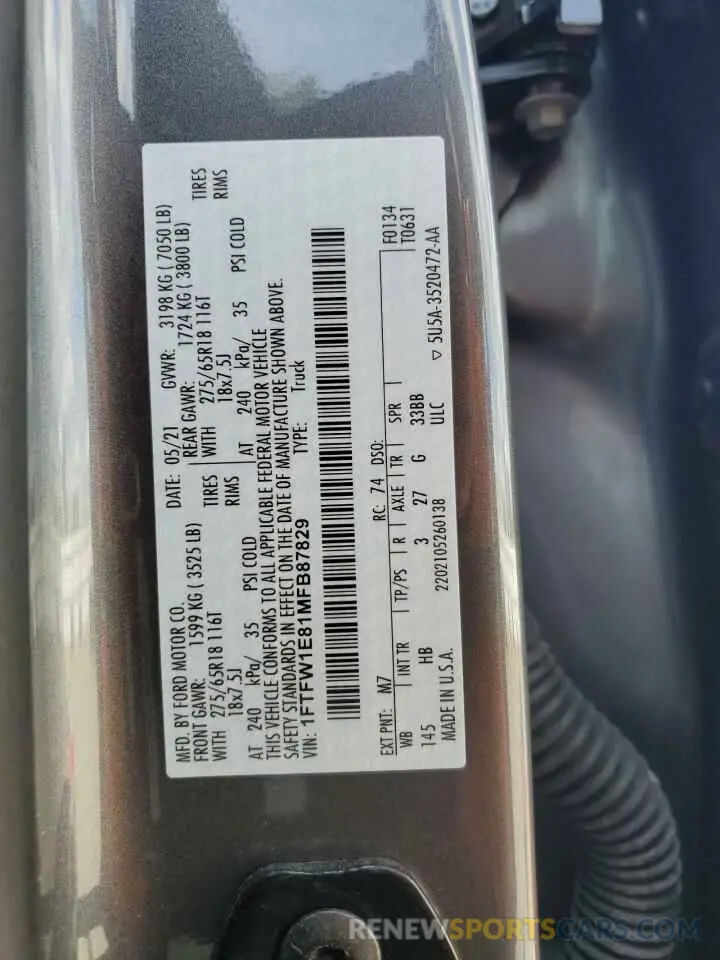 MFD. BY FORD MOTOR CO.
DATE: 05/21 GVWR: 3198 KG ( 7050 LB)
FRONT GAWR: 1599 KG ( 3525 LB) REAR GAWR: 1724 KG ( 3800 LB)
WITH 275/65R18 116T TIRES WITH 275/65R18 116T TIRES
18x7.5J RIMS 18x7.5J RIMS
AT 240 kPa/ 35 PSI COLD AT 240 kPa/ 35 PSI COLD
THIS VEHICLE CONFORMS TO ALL APPLICABLE FEDERAL MOTOR VEHICLE
SAFETY STANDARDS IN EFFECT ON THE DATE OF MANUFACTURE SHOWN ABOVE.
VIN: 1FTFW1E81MFB87829 TYPE: Truck
F0134
T0631
EXT PNT: M7 RC: 74 DSO:
WB INT TR TP/PS R AXLE TR SPR
145 HB 3 27 G 33BB
ULC
2202105260138
MADE IN U.S.A.
▽ 5U5A-3520472-AA
RENEWSPORTSCARS.COM